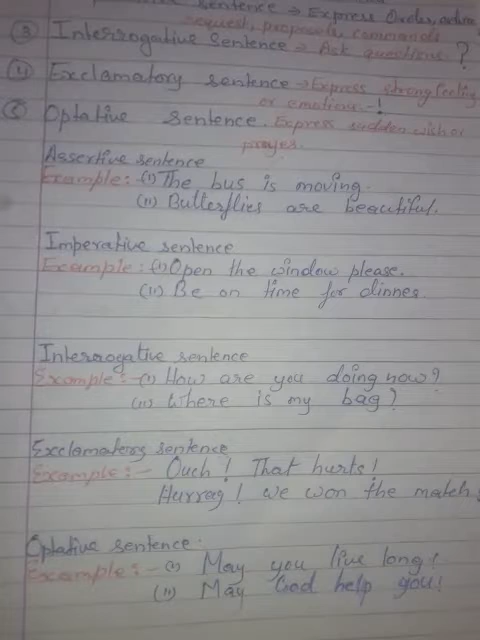 sentence → Express Order, advice
request, proposals, commands
③ Interrogative sentence → Ask questions ?
④ Exclamatory sentence → Express strong feeling
or emotions - !
⑤ Optative sentence. Express sudden wish or
prayer.
Assertive sentence
Example : (i) The bus is moving.
(ii) Butterflies are beautiful.
Imperative sentence
Example : (i) Open the window please.
(ii) Be on time for dinner.
Interrogative sentence
Example : - (i) How are you doing now ?
(ii) Where is my bag ?
Exclamatory sentence
Example : - Ouch ! That hurts !
Hurray ! we won the match
Optative sentence.
Example : - (i) May you live long !
(ii) May God help you !